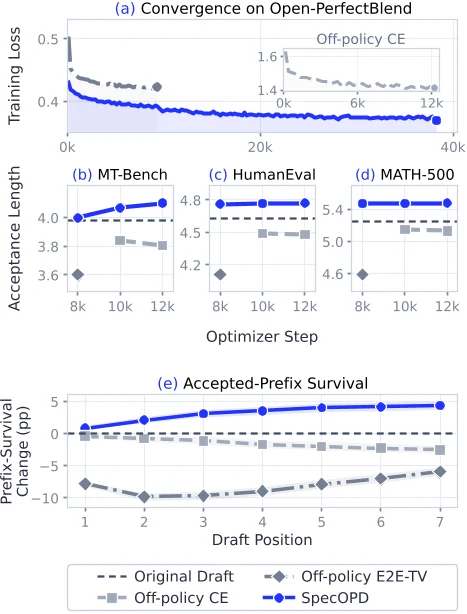 (a) Convergence on Open-PerfectBlend
Training Loss
0.5
0.4
0k
20k
40k
Off-policy CE
1.6
1.4
0k
6k
12k
(b) MT-Bench
(c) HumanEval
(d) MATH-500
Acceptance Length
4.0
3.8
3.6
8k
10k
12k
4.8
4.5
4.2
8k
10k
12k
5.4
5.0
4.6
8k
10k
12k
Optimizer Step
(e) Accepted-Prefix Survival
Prefix-Survival
Change (pp)
5
0
−5
−10
1
2
3
4
5
6
7
Draft Position
Original Draft
Off-policy E2E-TV
Off-policy CE
SpecOPD